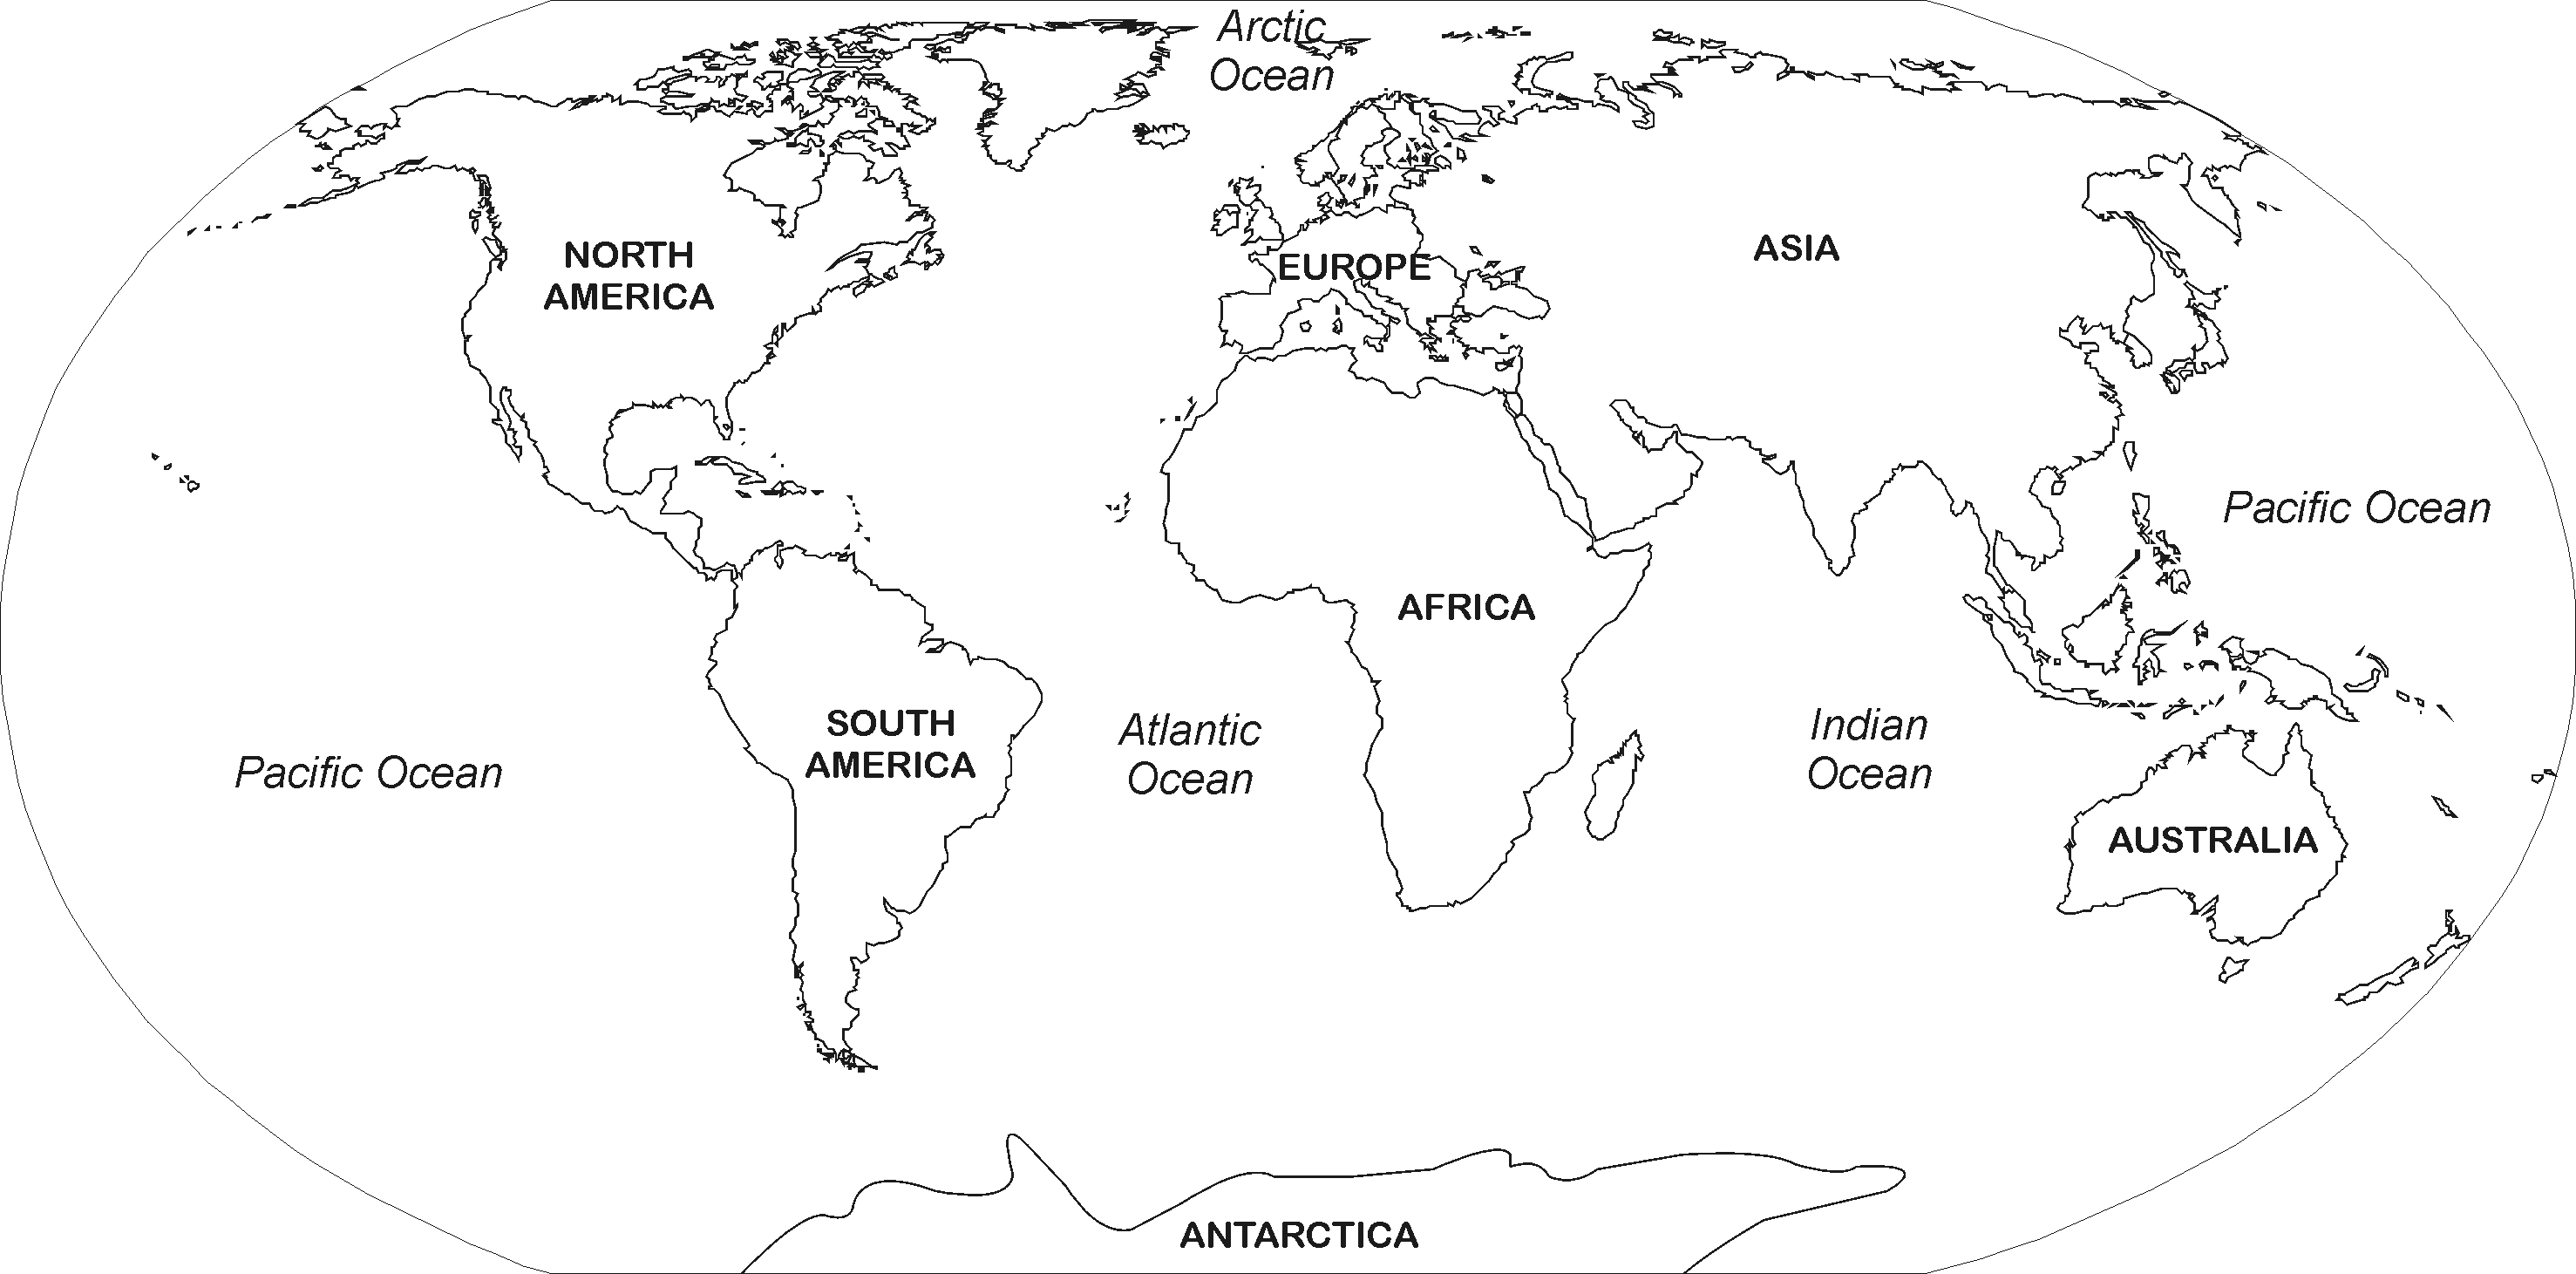 Arctic
Ocean
NORTH
AMERICA
EUROPE
ASIA
Pacific Ocean
AFRICA
SOUTH
AMERICA
Atlantic
Ocean
Indian
Ocean
Pacific Ocean
AUSTRALIA
ANTARCTICA